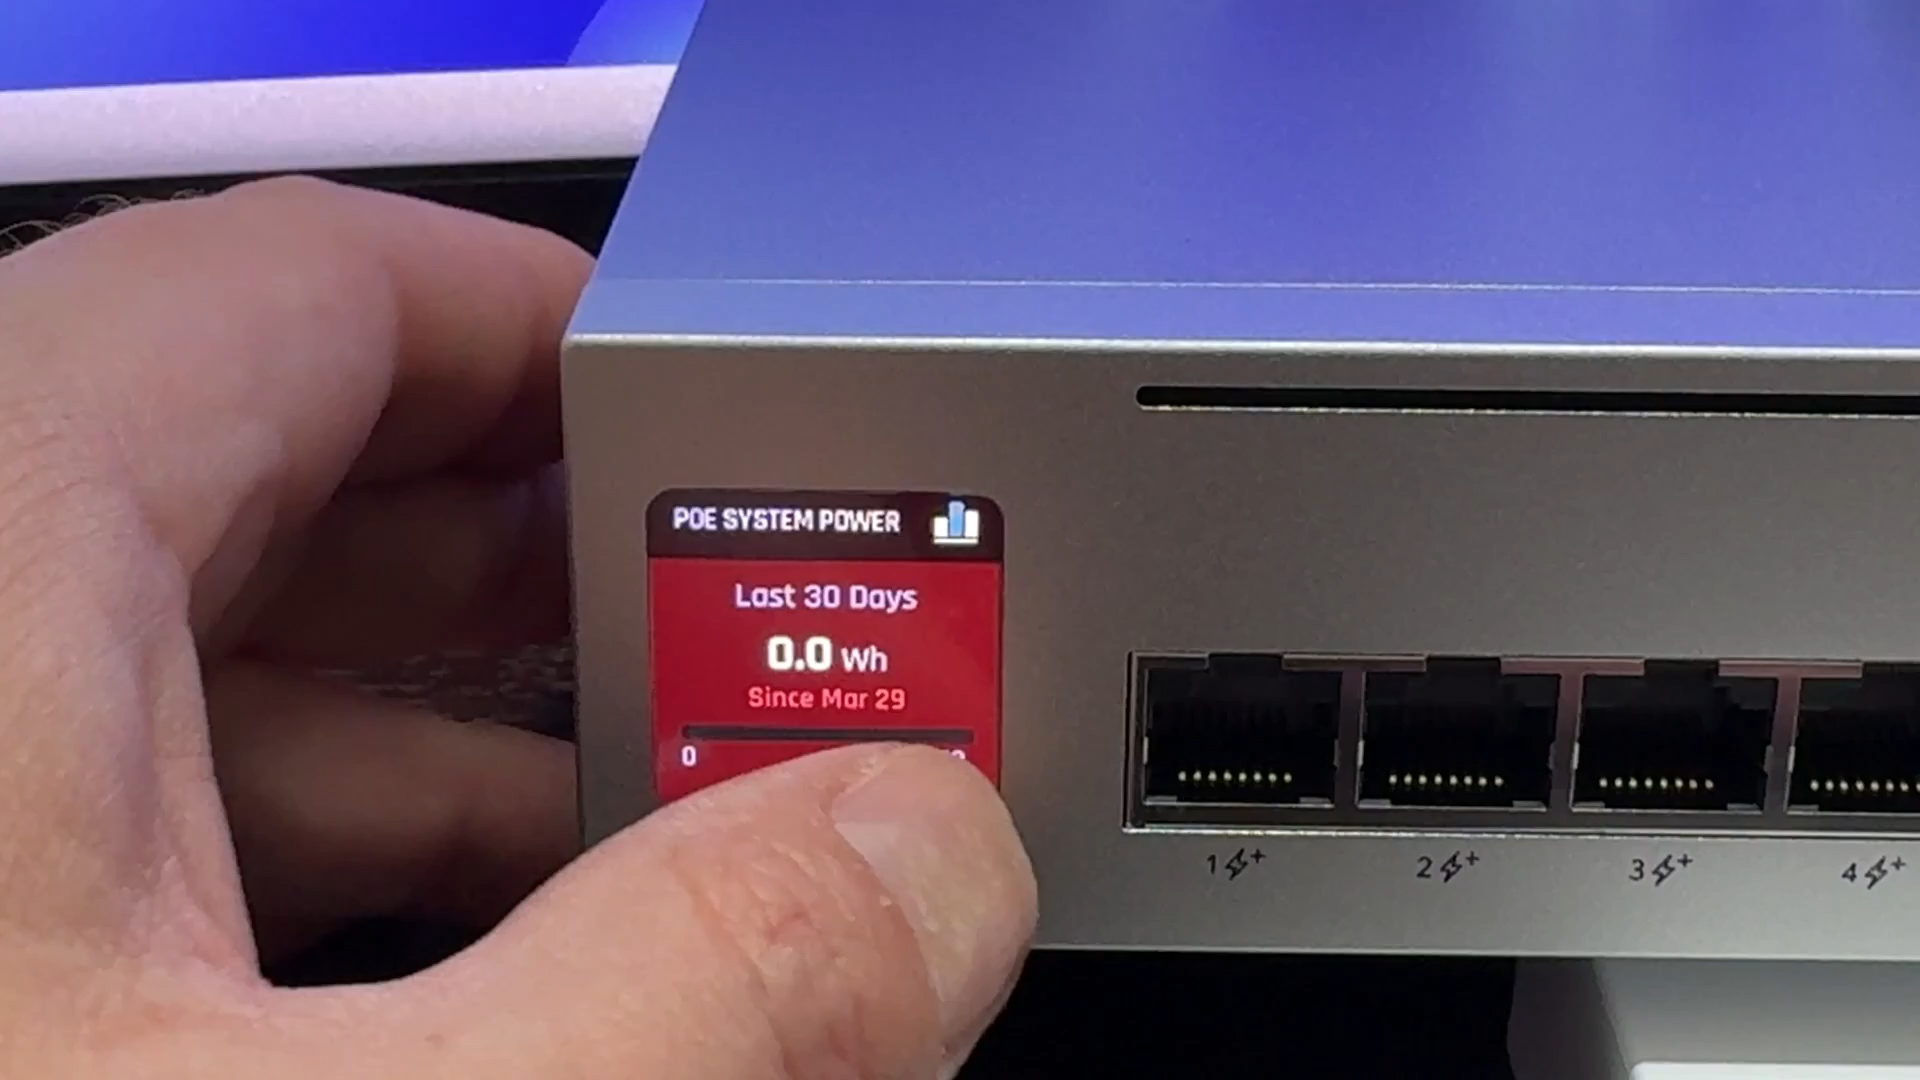 POE SYSTEM POWER
Last 30 Days
0.0 Wh
Since Mar 29
0
1 + 2 + 3 + 4 +